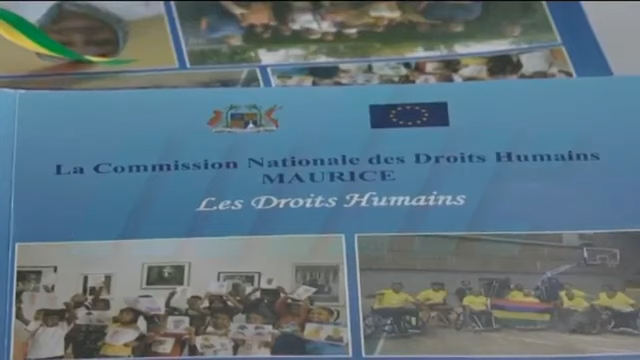 La Commission Nationale des Droits Humains
MAURICE
Les Droits Humains